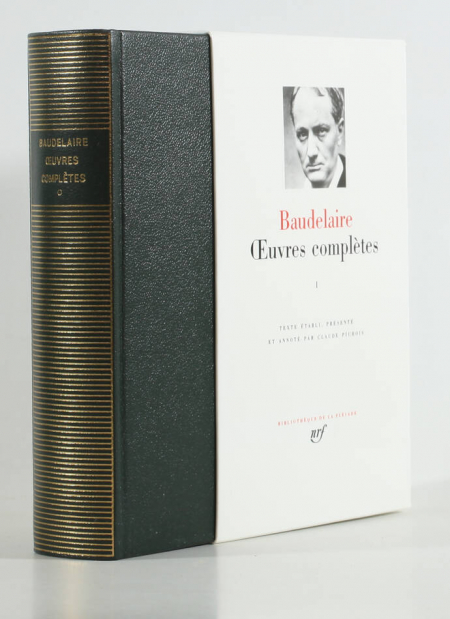 BAUDELAIRE
ŒUVRES
COMPLÈTES
Baudelaire
Œuvres complètes
I
TEXTE ÉTABLI, PRÉSENTÉ
ET ANNOTÉ PAR CLAUDE PICHOIS
BIBLIOTHÈQUE DE LA PLÉIADE
nrf